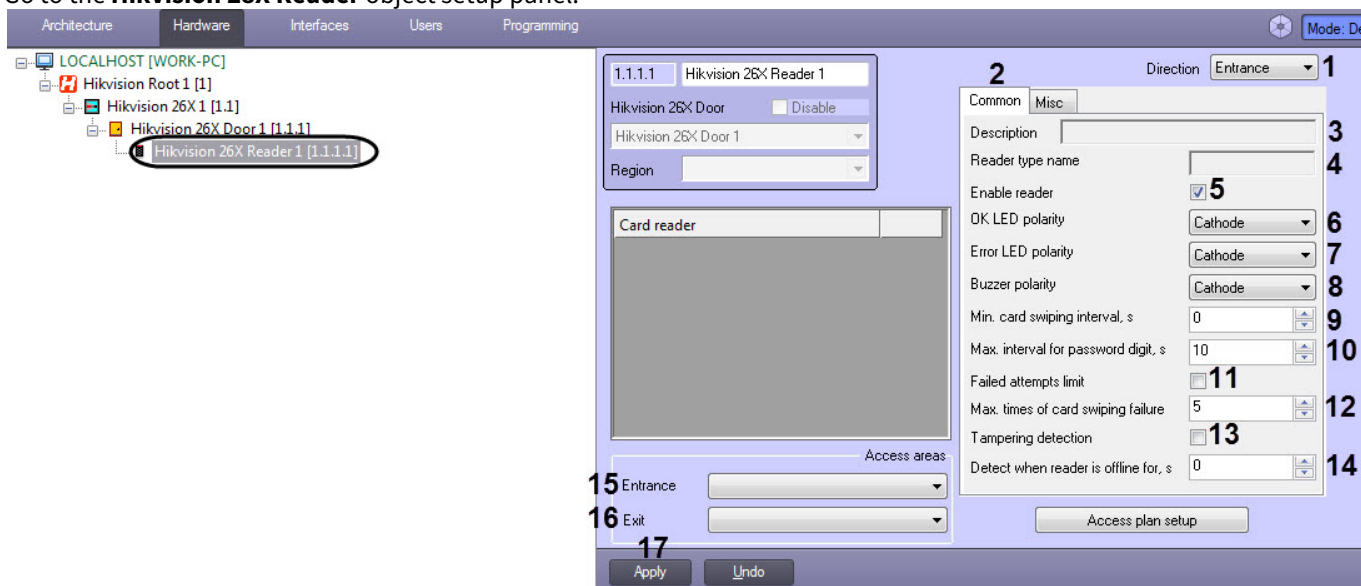 Go to the Hikvision 26X Reader object setup panel.
Architecture Hardware Interfaces Users Programming Mode: De
LOCALHOST [WORK-PC]
Hikvision Root 1 [1]
Hikvision 26X 1 [1.1]
Hikvision 26X Door 1 [1.1.1]
Hikvision 26X Reader 1 [1.1.1.1]
1.1.1.1 Hikvision 26X Reader 1
Hikvision 26X Door Disable
Hikvision 26X Door 1
Region
Card reader
Access areas
15 Entrance
16 Exit
17
Apply Undo
Direction Entrance 1
2
Common Misc
Description 3
Reader type name 4
Enable reader 5
OK LED polarity Cathode 6
Error LED polarity Cathode 7
Buzzer polarity Cathode 8
Min. card swiping interval, s 0 9
Max. interval for password digit, s 10 10
Failed attempts limit 11
Max. times of card swiping failure 5 12
Tampering detection 13
Detect when reader is offline for, s 0 14
Access plan setup